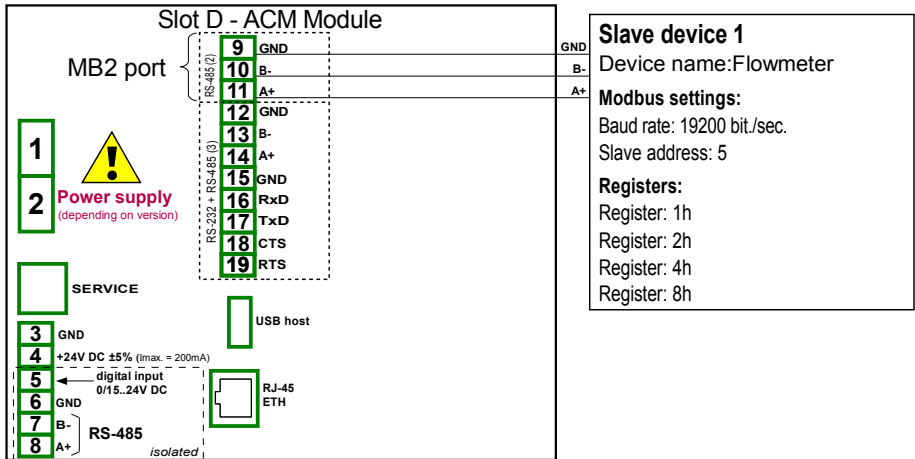 Slot D - ACM Module
MB2 port
RS-485 (2)
9 GND
10 B-
11 A+
RS-232 + RS-485 (3)
12 GND
13 B-
14 A+
15 GND
16 RxD
17 TxD
18 CTS
19 RTS
1
2
!
Power supply
(depending on version)
SERVICE
USB host
3 GND
4 +24V DC ±5% (Imax. = 200mA)
5 digital input
0/15..24V DC
6 GND
7 B-
8 A+
RS-485
isolated
RJ-45
ETH
GND
B-
A+
Slave device 1
Device name:Flowmeter
Modbus settings:
Baud rate: 19200 bit./sec.
Slave address: 5
Registers:
Register: 1h
Register: 2h
Register: 4h
Register: 8h